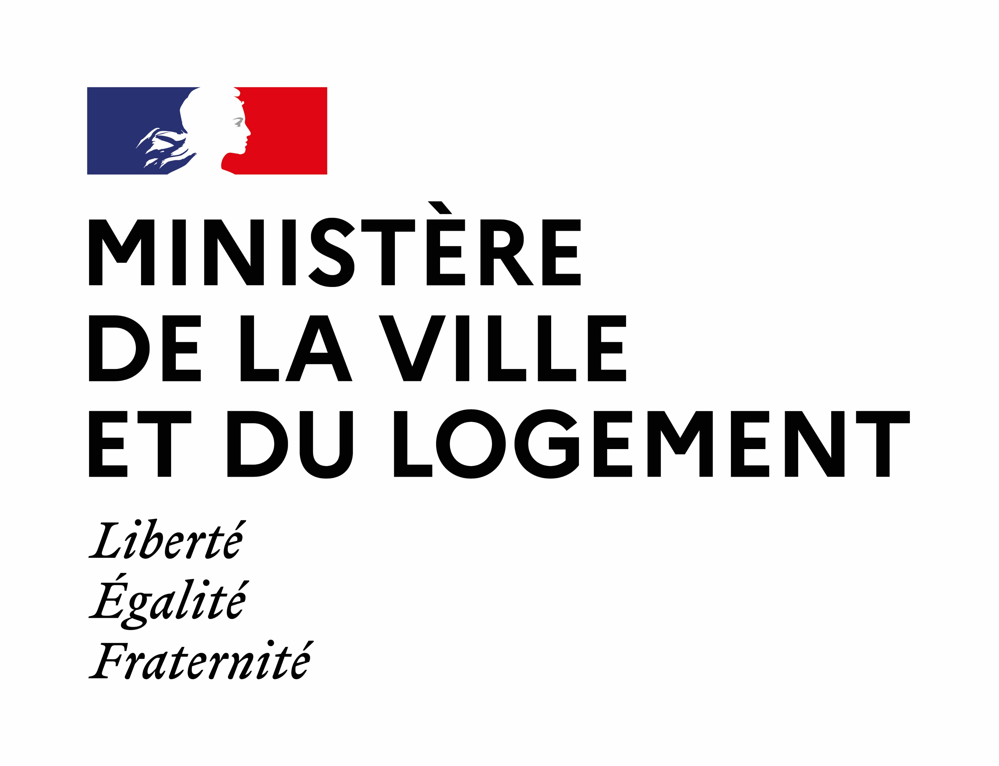 MINISTÈRE
DE LA VILLE
ET DU LOGEMENT
Liberté
Égalité
Fraternité